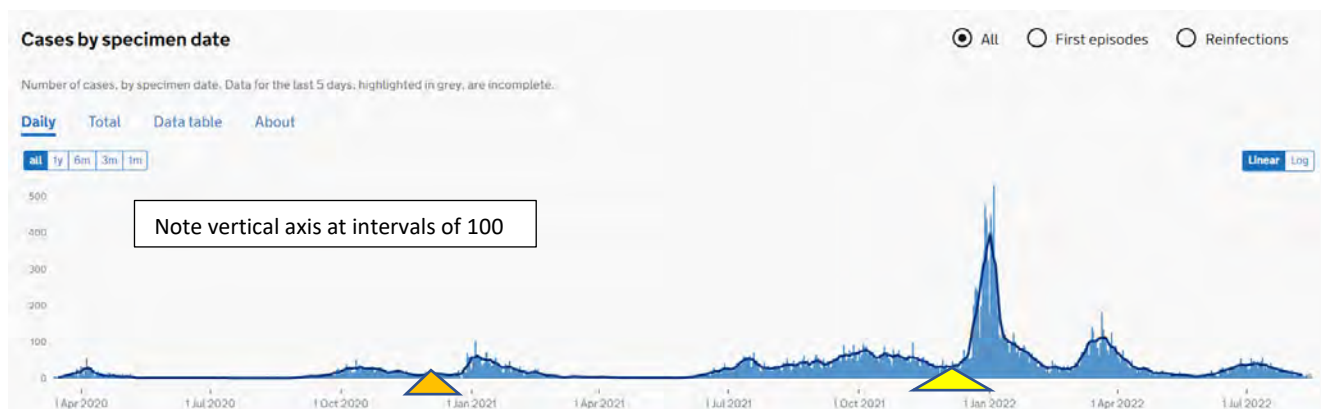 Cases by specimen date
All First episodes Reinfections
Number of cases, by specimen date. Data for the last 5 days, highlighted in grey, are incomplete.
Daily Total Data table About
all 1y 6m 3m 1m
Linear Log
500
Note vertical axis at intervals of 100
400
300
200
100
0
1 Apr 2020 1 Jul 2020 1 Oct 2020 1 Jan 2021 1 Apr 2021 1 Jul 2021 1 Oct 2021 1 Jan 2022 1 Apr 2022 1 Jul 2022